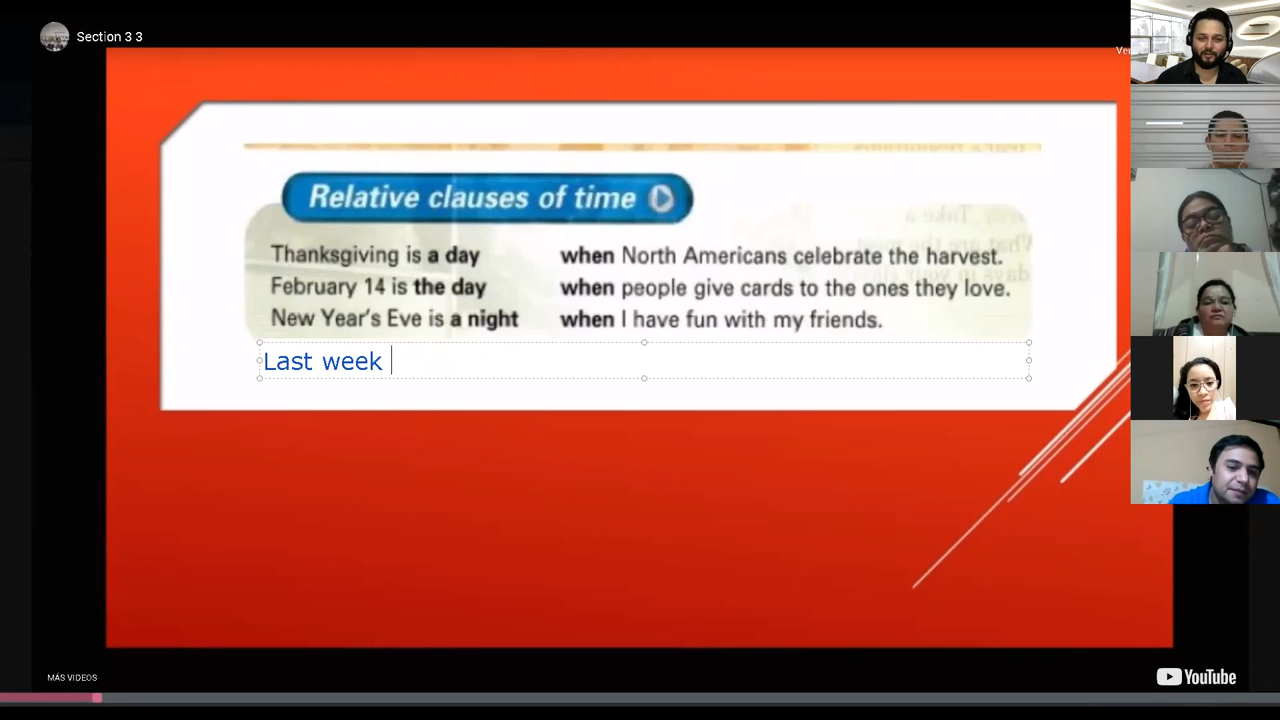 Section 3 3
Relative clauses of time
Thanksgiving is a day when North Americans celebrate the harvest.
February 14 is the day when people give cards to the ones they love.
New Year's Eve is a night when I have fun with my friends.
Last week
MÁS VIDEOS
YouTube